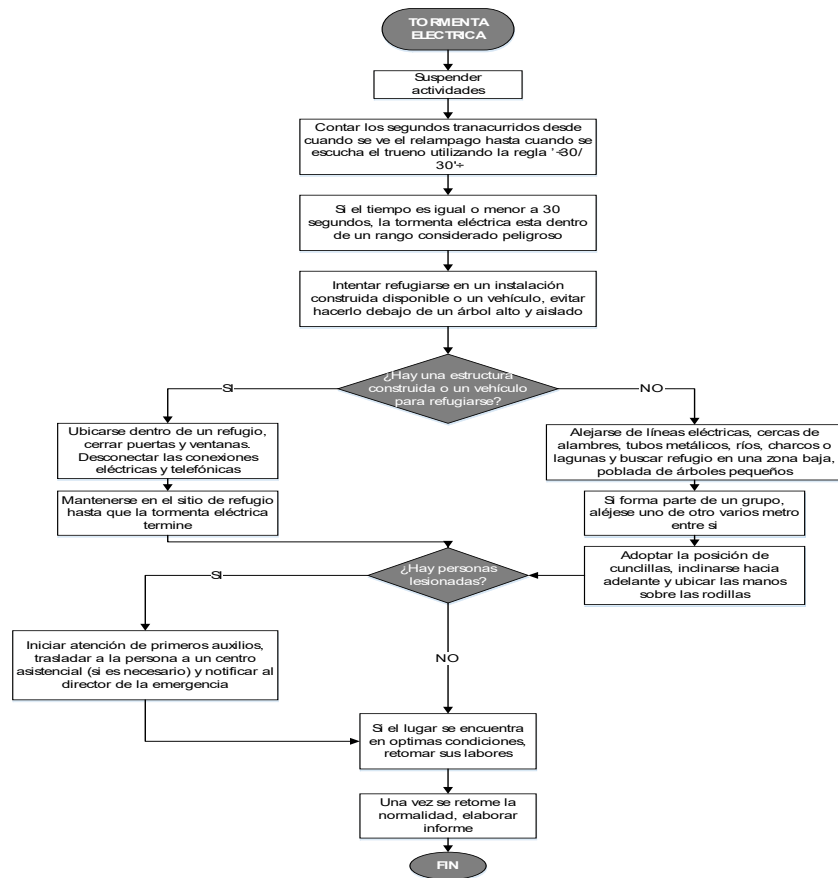 TORMENTA
ELECTRICA
Suspender
actividades
Contar los segundos tranacurridos desde
cuando se ve el relampago hasta cuando se
escucha el trueno utilizando la regla '÷30/
30'÷
Si el tiempo es igual o menor a 30
segundos, la tormenta eléctrica esta dentro
de un rango considerado peligroso
Intentar refugiarse en un instalación
construida disponible o un vehículo, evitar
hacerlo debajo de un árbol alto y aislado
¿Hay una estructura
construida o un vehículo
para refugiarse?
SI
NO
Ubicarse dentro de un refugio,
cerrar puertas y ventanas.
Desconectar las conexiones
eléctricas y telefónicas
Mantenerse en el sitio de refugio
hasta que la tormenta eléctrica
termine
Alejarse de líneas eléctricas, cercas de
alambres, tubos metálicos, ríos, charcos o
lagunas y buscar refugio en una zona baja,
poblada de árboles pequeños
Si forma parte de un grupo,
aléjese uno de otro varios metro
entre si
Adoptar la posición de
cunclillas, inclinarse hacia
adelante y ubicar las manos
sobre las rodillas
¿Hay personas
lesionadas?
SI
NO
Iniciar atención de primeros auxilios,
trasladar a la persona a un centro
asistencial (si es necesario) y notificar al
director de la emergencia
Si el lugar se encuentra
en optimas condiciones,
retomar sus labores
Una vez se retome la
normalidad, elaborar
informe
FIN